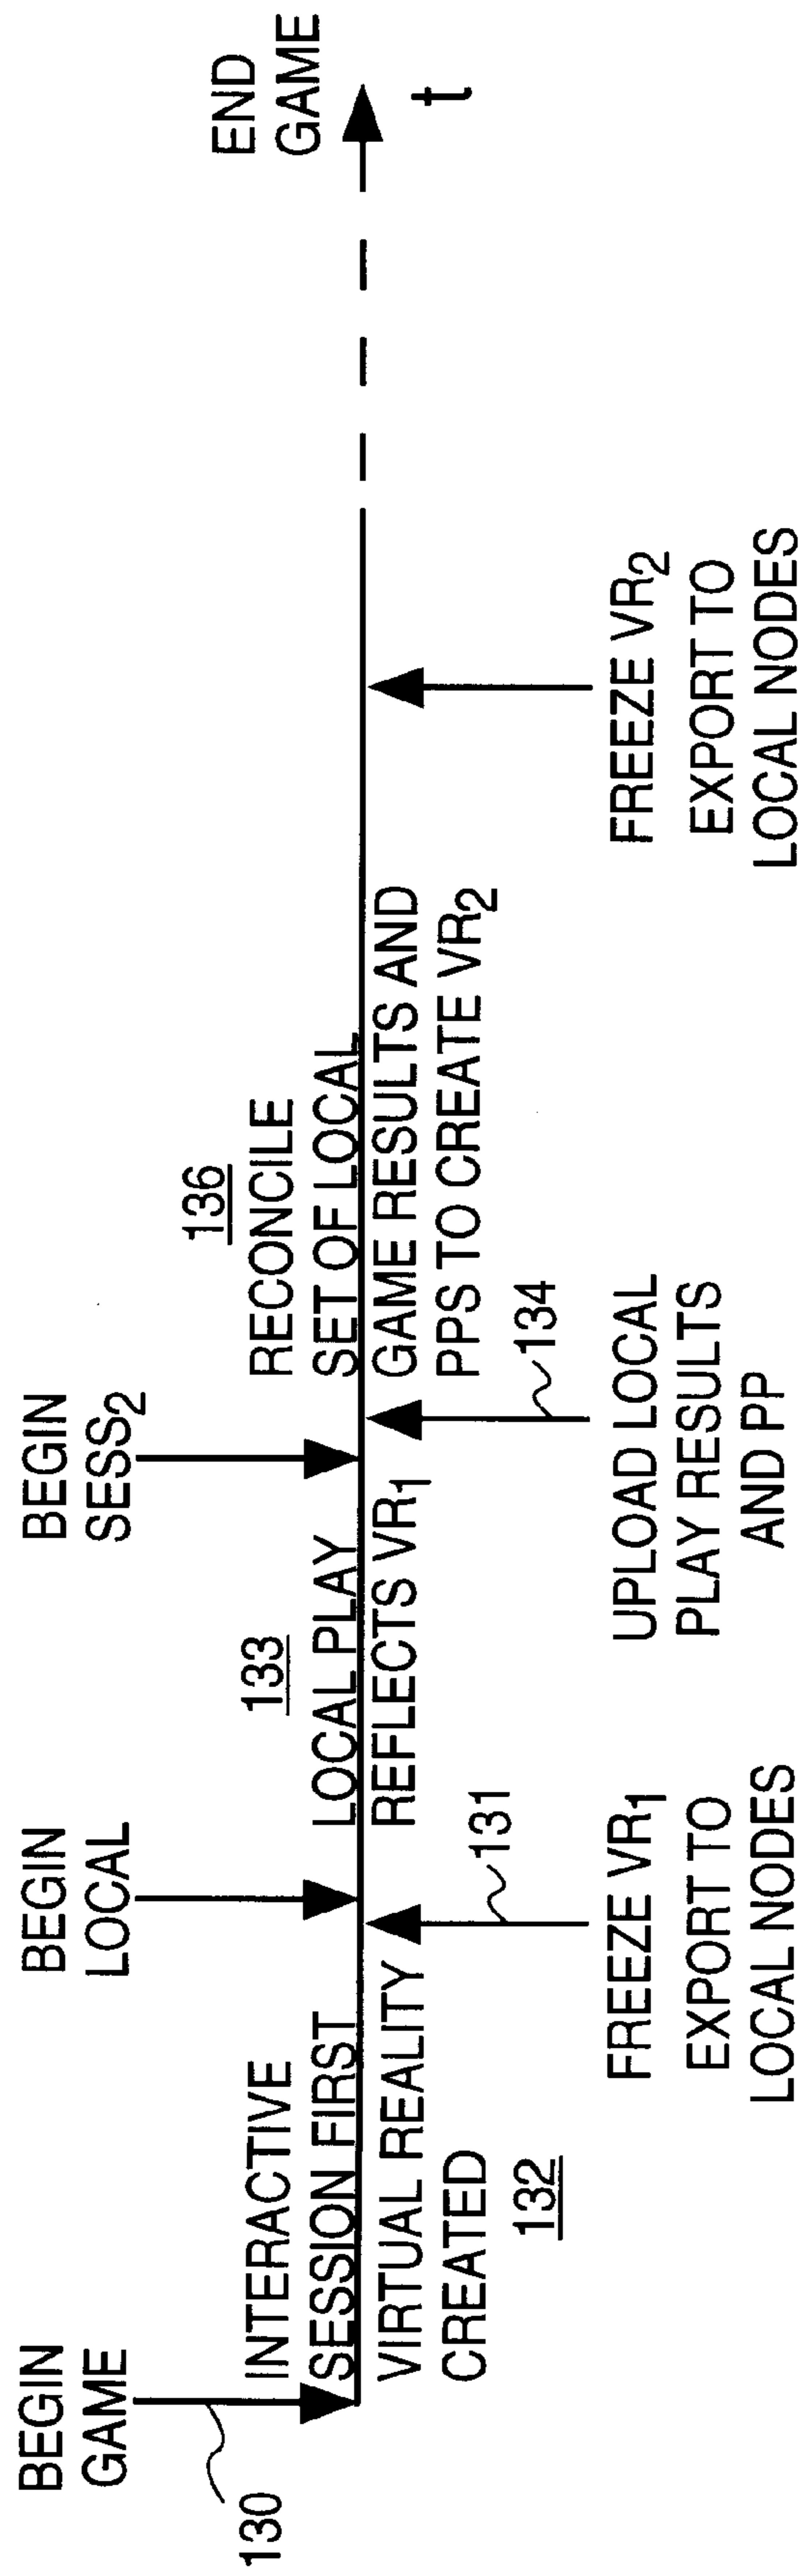 BEGIN
GAME
130
INTERACTIVE
SESSION FIRST
VIRTUAL REALITY
CREATED
132
BEGIN
LOCAL
131
FREEZE VR1
EXPORT TO
LOCAL NODES
133
LOCAL PLAY
REFLECTS VR1
BEGIN
SESS2
134
UPLOAD LOCAL
PLAY RESULTS
AND PP
136
RECONCILE
SET OF LOCAL
GAME RESULTS AND
PPS TO CREATE VR2
FREEZE VR2
EXPORT TO
LOCAL NODES
END
GAME
t